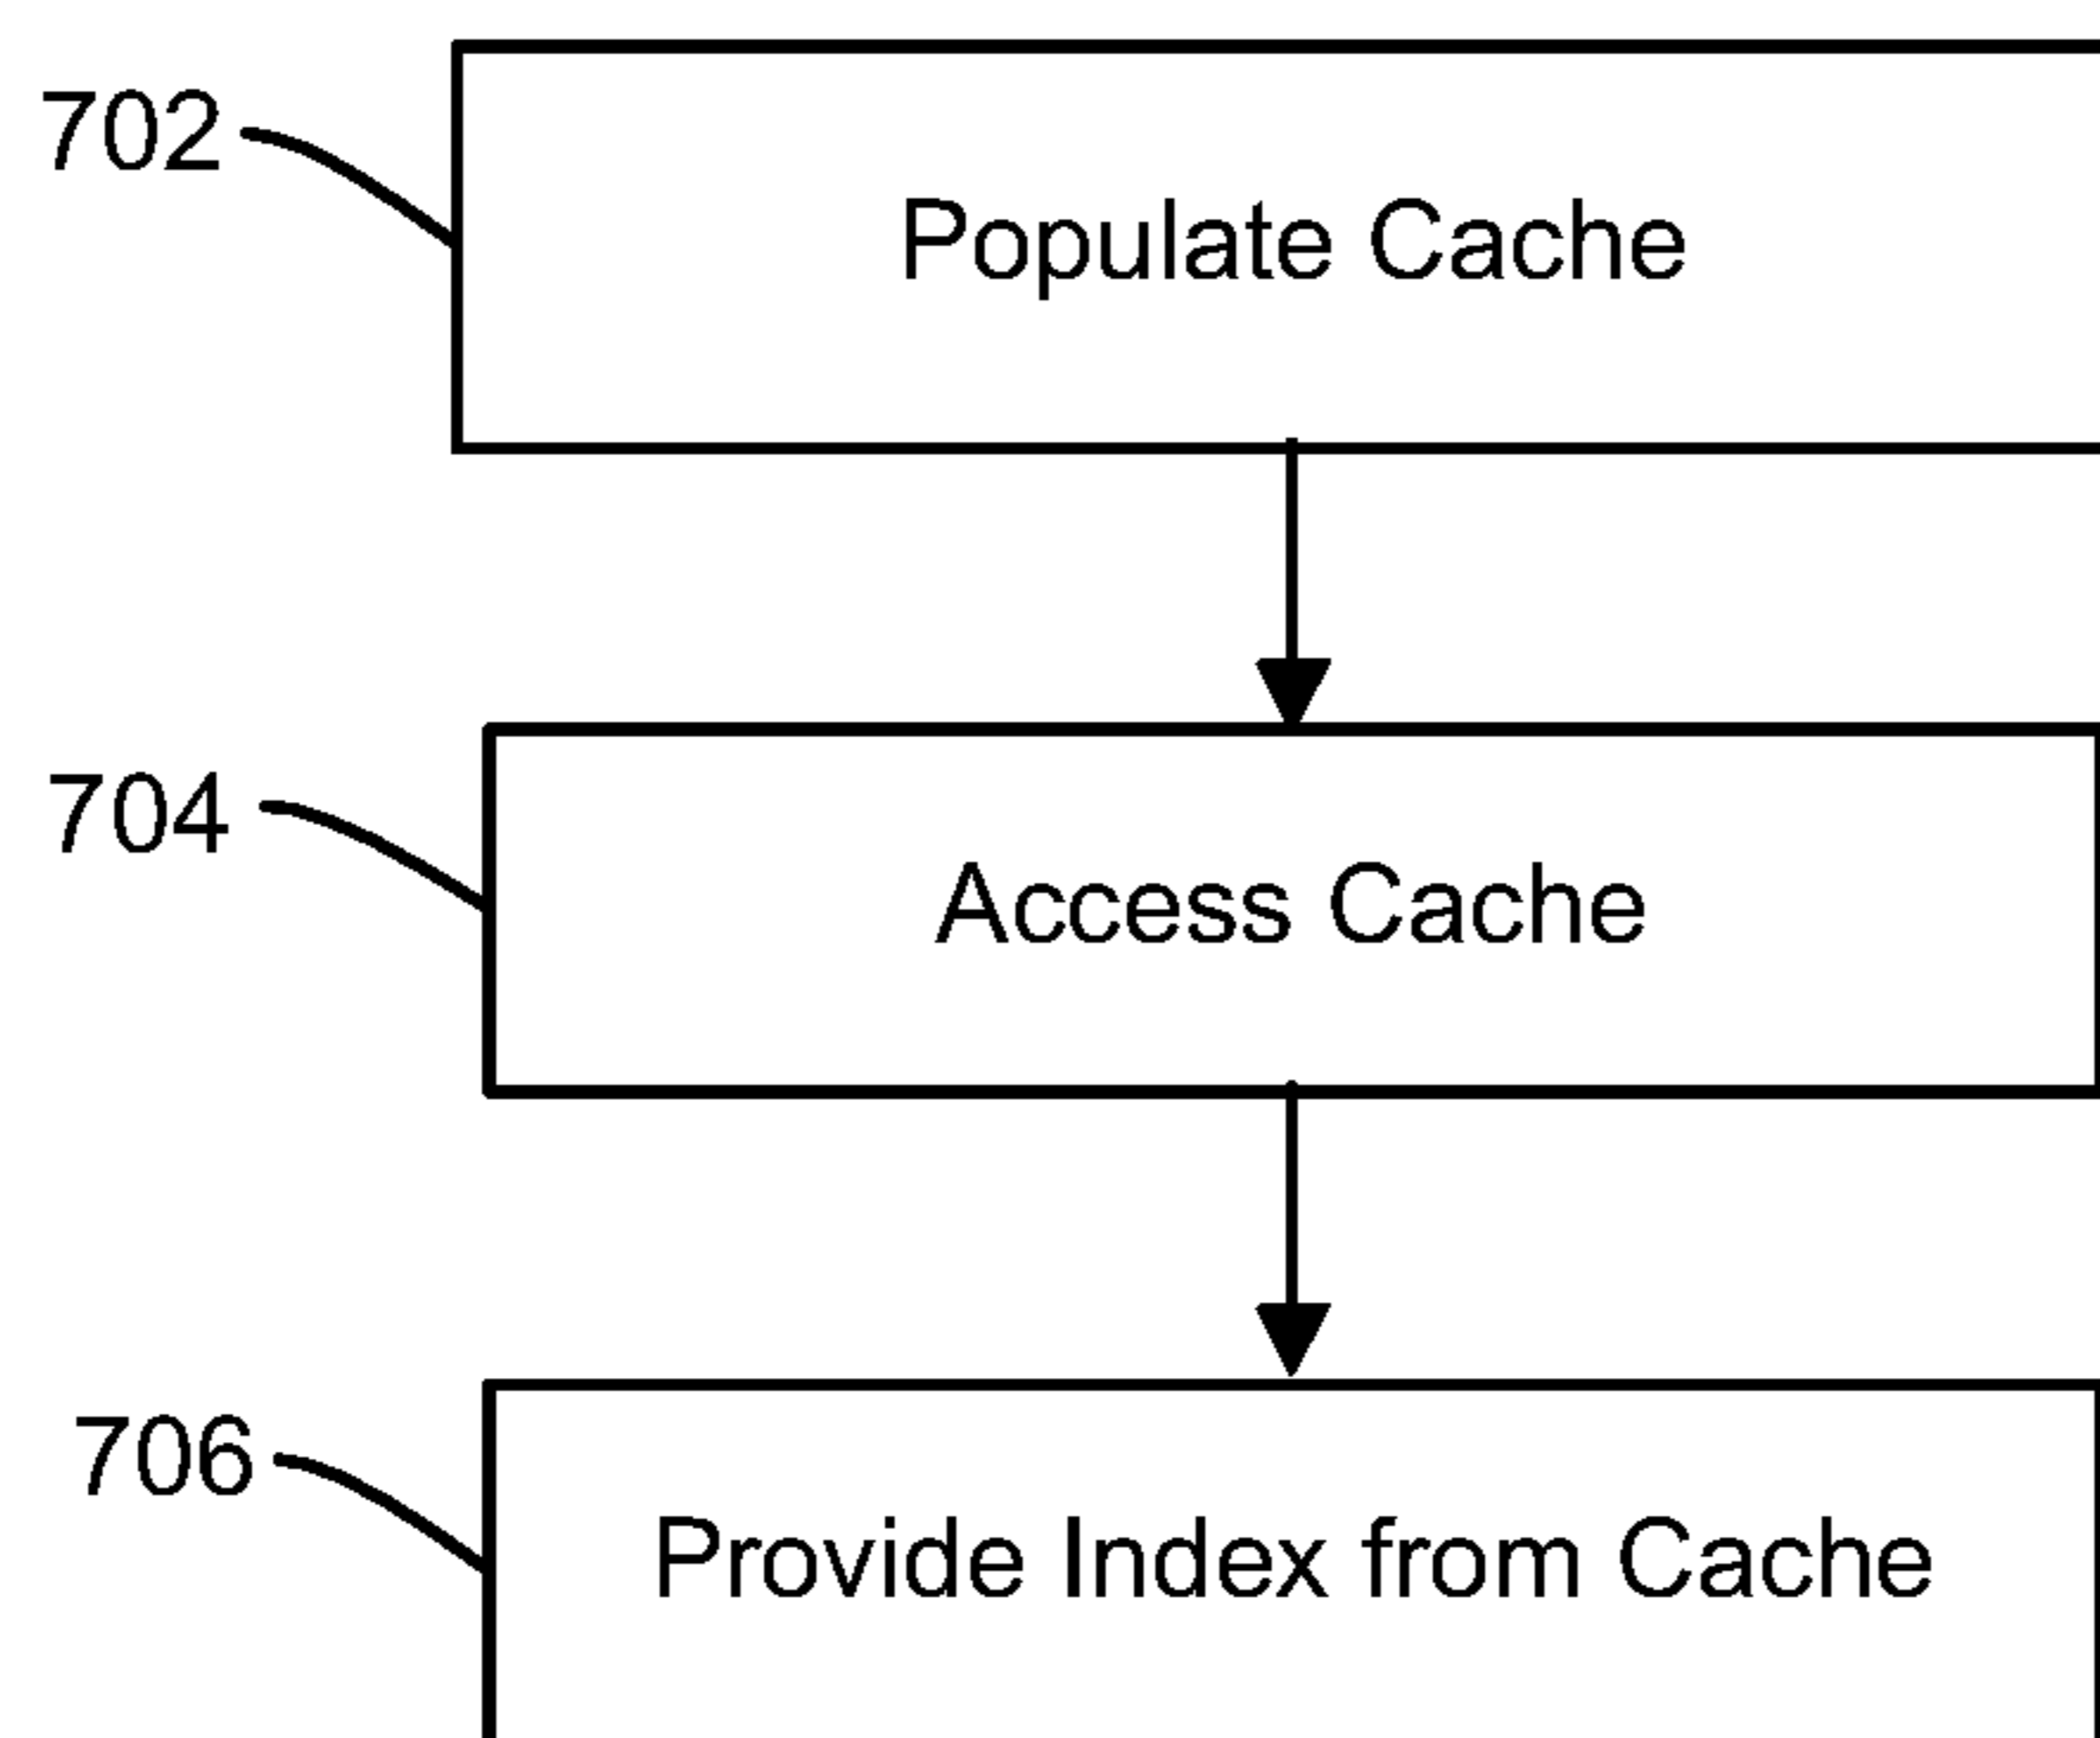 702
Populate Cache
704
Access Cache
706
Provide Index from Cache